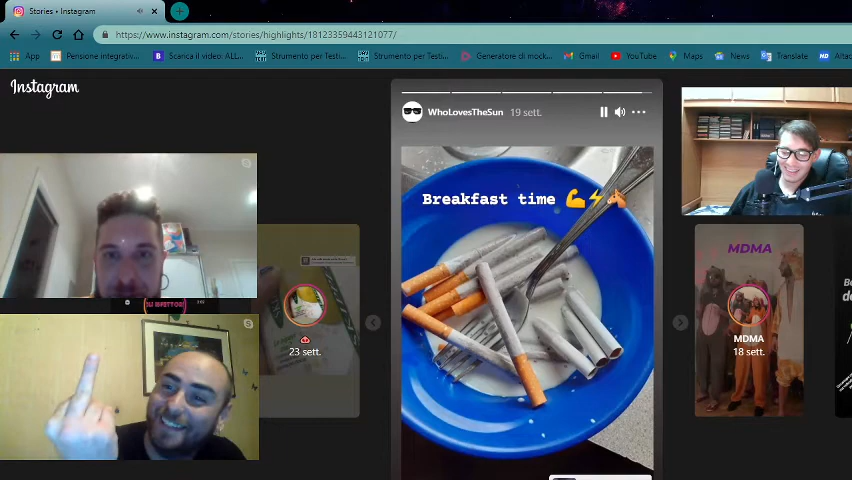 Stories • Instagram
https://www.instagram.com/stories/highlights/18123359443121077/
App
Pensione integrativ...
Scarica il video: ALL...
Strumento per Testi...
Strumento per Testi...
Generatore di mock...
Gmail
YouTube
Maps
News
Translate
Instagram
WhoLovesTheSun 19 sett.
Breakfast time 💪⚡🐴
MDMA
23 sett.
MDMA
18 sett.